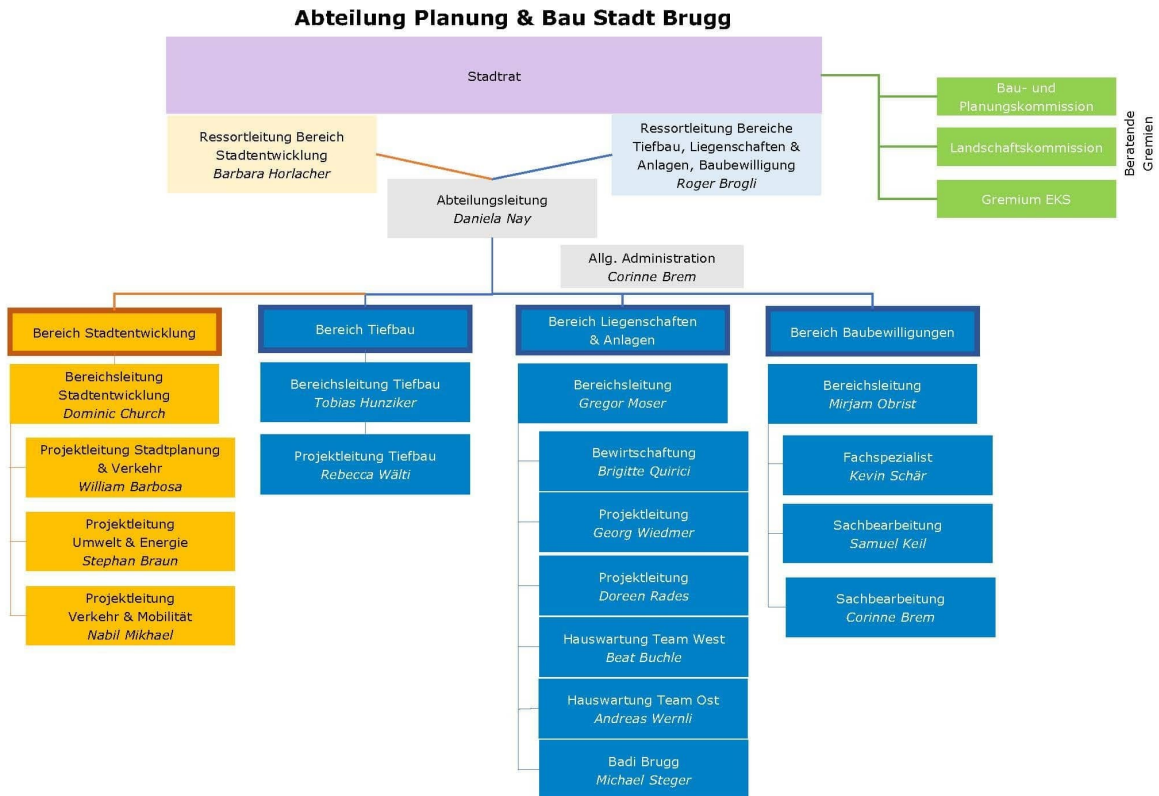 Abteilung Planung & Bau Stadt Brugg
Stadtrat
Bau- und
Planungskommission
Landschaftskommission
Gremium EKS
Beratende
Gremien
Ressortleitung Bereich
Stadtentwicklung
Barbara Horlacher
Ressortleitung Bereiche
Tiefbau, Liegenschaften &
Anlagen, Baubewilligung
Roger Brogli
Abteilungsleitung
Daniela Nay
Allg. Administration
Corinne Brem
Bereich Stadtentwicklung
Bereichsleitung
Stadtentwicklung
Dominic Church
Projektleitung Stadtplanung
& Verkehr
William Barbosa
Projektleitung
Umwelt & Energie
Stephan Braun
Projektleitung
Verkehr & Mobilität
Nabil Mikhael
Bereich Tiefbau
Bereichsleitung Tiefbau
Tobias Hunziker
Projektleitung Tiefbau
Rebecca Wälti
Bereich Liegenschaften
& Anlagen
Bereichsleitung
Gregor Moser
Bewirtschaftung
Brigitte Quirici
Projektleitung
Georg Wiedmer
Projektleitung
Doreen Rades
Hauswartung Team West
Beat Buchle
Hauswartung Team Ost
Andreas Wernli
Badi Brugg
Michael Steger
Bereich Baubewilligungen
Bereichsleitung
Mirjam Obrist
Fachspezialist
Kevin Schär
Sachbearbeitung
Samuel Keil
Sachbearbeitung
Corinne Brem